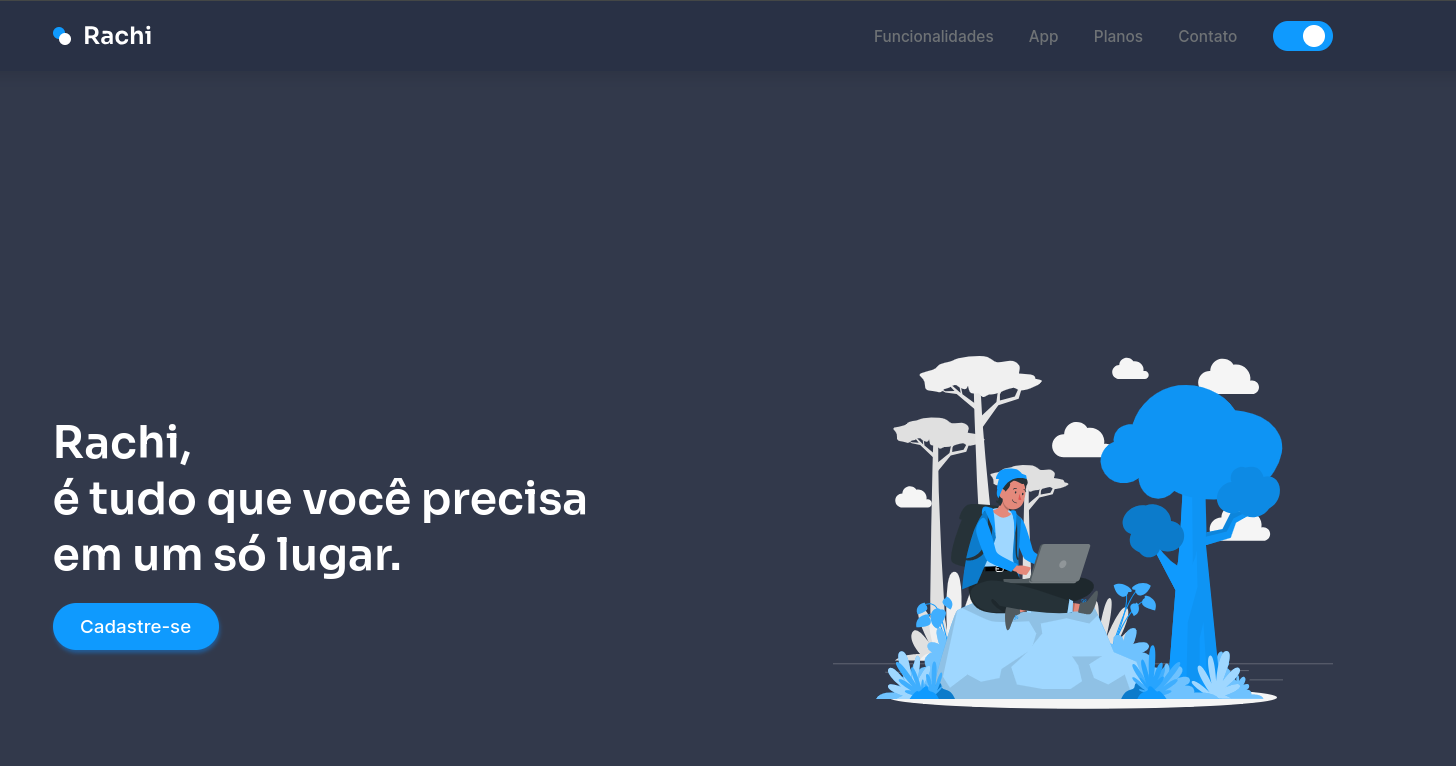 Rachi
Funcionalidades App Planos Contato
Rachi,
é tudo que você precisa
em um só lugar.
Cadastre-se